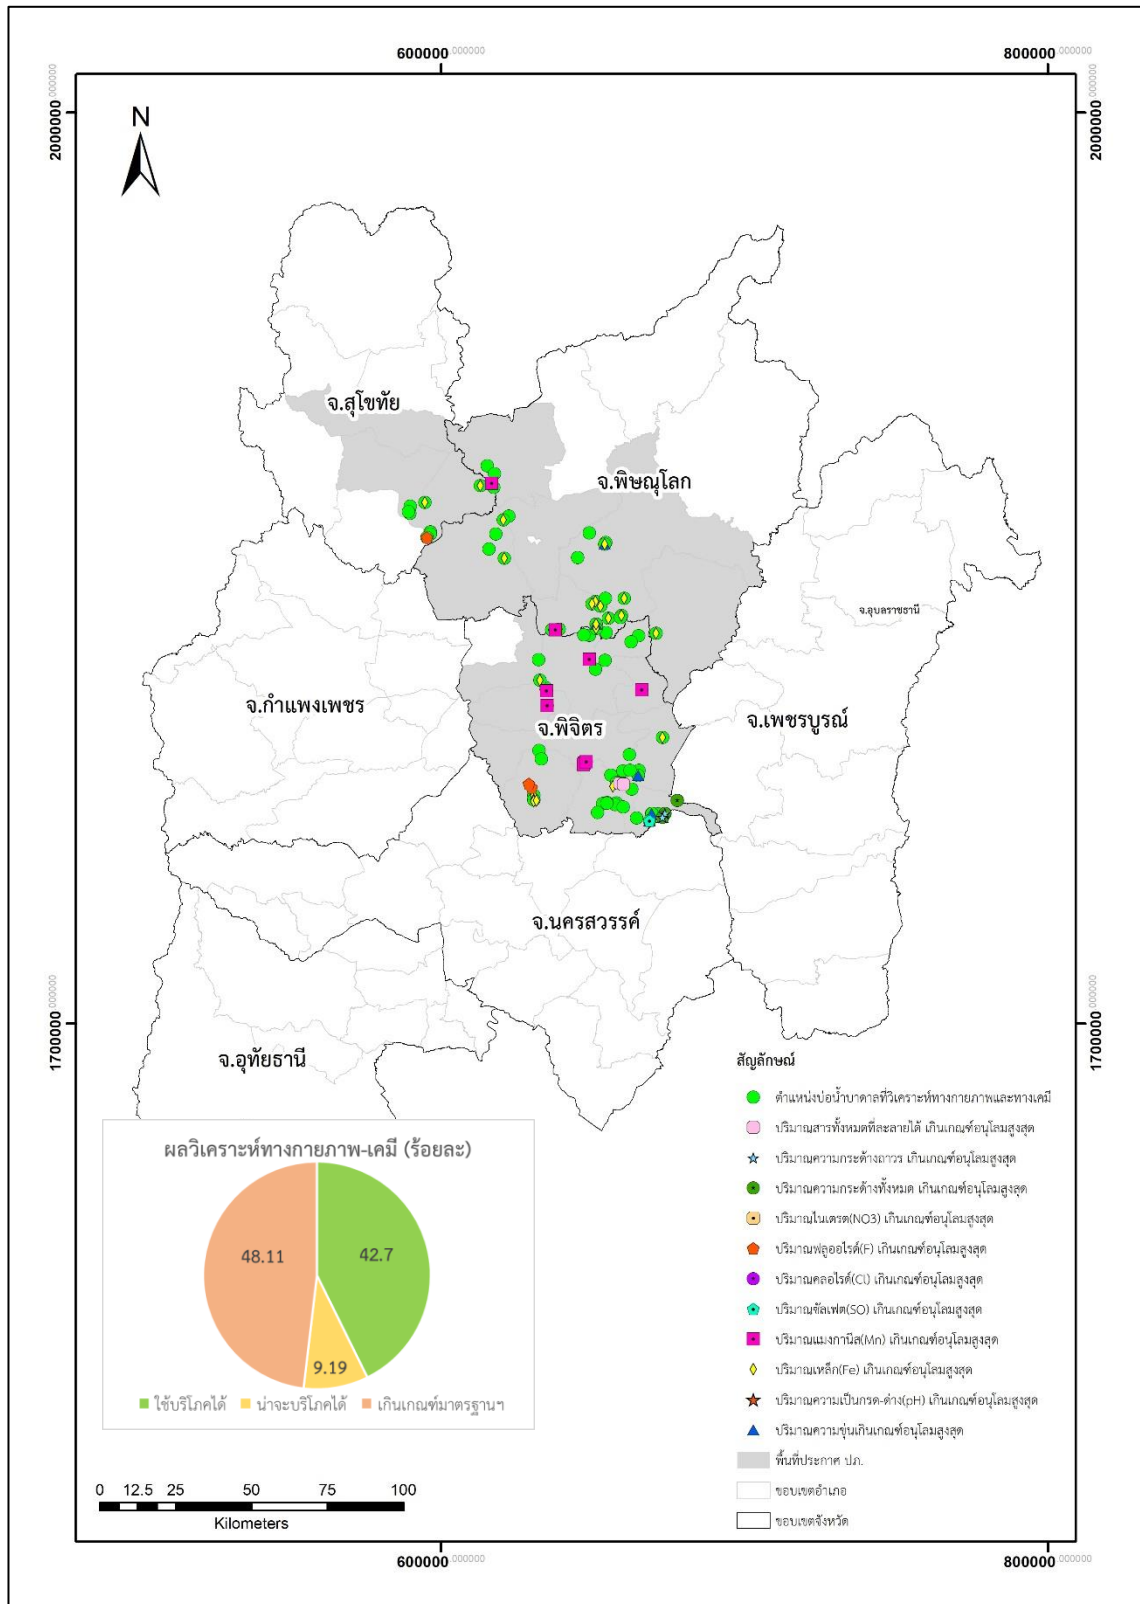 600000.000000
800000.000000
2000000.000000
2000000.000000
N
จ.สุโขทัย
จ.พิษณุโลก
จ.อุบลราชธานี
จ.กำแพงเพชร
จ.พิจิตร
จ.เพชรบูรณ์
จ.นครสวรรค์
1700000.000000
1700000.000000
จ.อุทัยธานี
สัญลักษณ์
ตำแหน่งบ่อน้ำบาดาลที่วิเคราะห์ทางกายภาพและทางเคมี
ปริมาณสารทั้งหมดที่ละลายได้ เกินเกณฑ์อนุโลมสูงสุด
ปริมาณความกระด้างถาวร เกินเกณฑ์อนุโลมสูงสุด
ปริมาณความกระด้างทั้งหมด เกินเกณฑ์อนุโลมสูงสุด
ปริมาณไนเตรต(NO3) เกินเกณฑ์อนุโลมสูงสุด
ปริมาณฟลูออไรด์(F) เกินเกณฑ์อนุโลมสูงสุด
ปริมาณคลอไรด์(Cl) เกินเกณฑ์อนุโลมสูงสุด
ปริมาณซัลเฟต(SO) เกินเกณฑ์อนุโลมสูงสุด
ปริมาณแมงกานีส(Mn) เกินเกณฑ์อนุโลมสูงสุด
ปริมาณเหล็ก(Fe) เกินเกณฑ์อนุโลมสูงสุด
ปริมาณความเป็นกรด-ด่าง(pH) เกินเกณฑ์อนุโลมสูงสุด
ปริมาณความขุ่นเกินเกณฑ์อนุโลมสูงสุด
พื้นที่ประกาศ ปภ.
ขอบเขตอำเภอ
ขอบเขตจังหวัด
ผลวิเคราะห์ทางกายภาพ-เคมี (ร้อยละ)
48.11
42.7
9.19
ใช้บริโภคได้ น่าจะบริโภคได้ เกินเกณฑ์มาตรฐานฯ
0 12.5 25 50 75 100
Kilometers
600000.000000
800000.000000